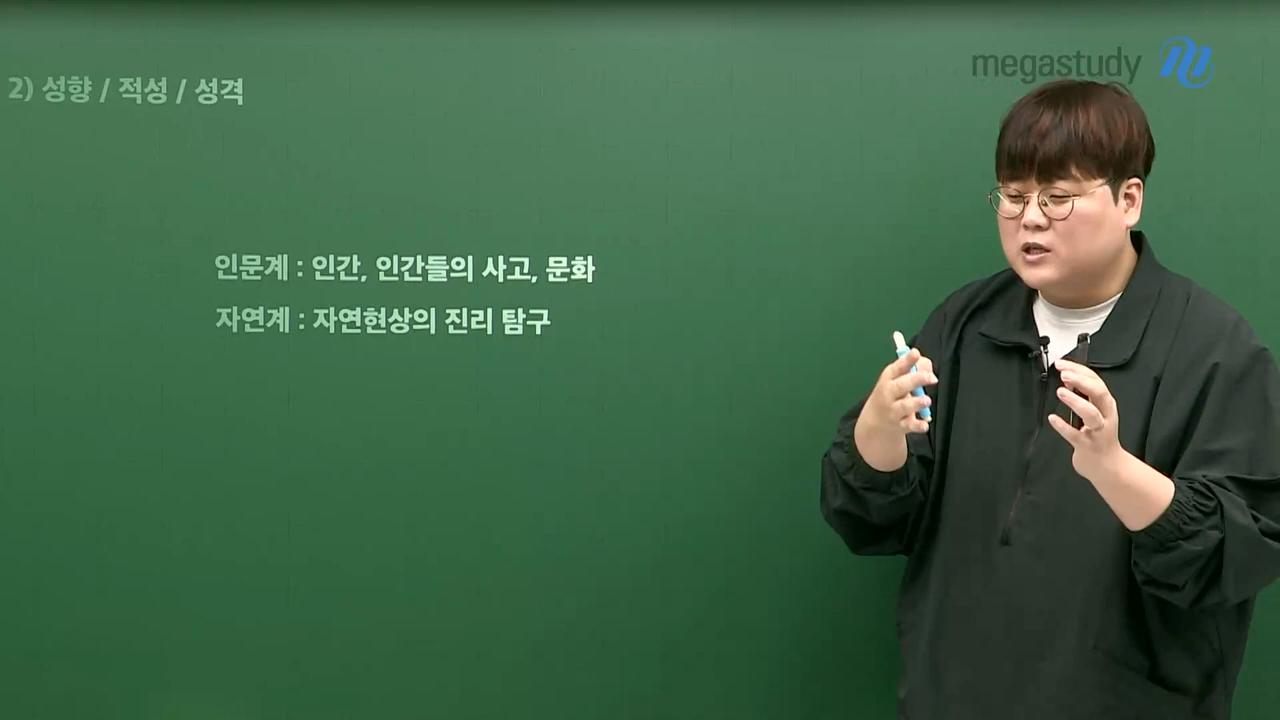 megastudy
2) 성향 / 적성 / 성격
인문계 : 인간, 인간들의 사고, 문화
자연계 : 자연현상의 진리 탐구